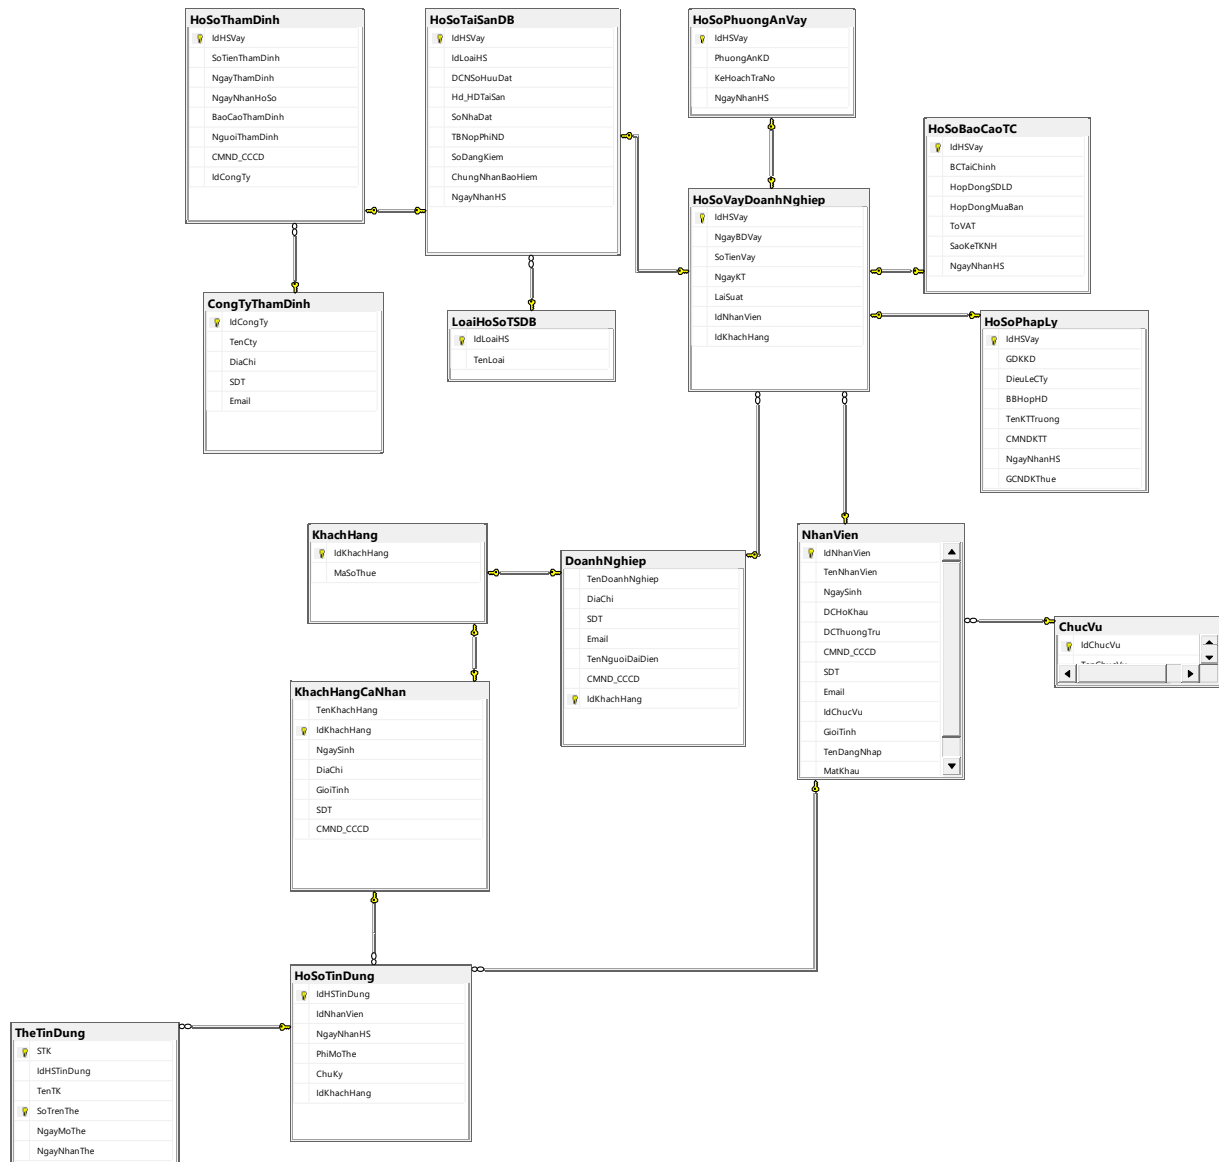 HoSoThamDinh
IdHSVay
SoTienThamDinh
NgayThamDinh
NgayNhanHoSo
BaoCaoThamDinh
NguoiThamDinh
CMND_CCCD
IdCongTy
HoSoTaiSanDB
IdHSVay
IdLoaiHS
DCNSoHuuDat
Hd_HDTaiSan
SoNhaDat
TBNopPhiND
SoDangKiem
ChungNhanBaoHiem
NgayNhanHS
HoSoPhuongAnVay
IdHSVay
PhuongAnKD
KeHoachTraNo
NgayNhanHS
HoSoBaoCaoTC
IdHSVay
BCTaiChinh
HopDongSDLD
HopDongMuaBan
ToVAT
SaoKeTKNH
NgayNhanHS
HoSoVayDoanhNghiep
IdHSVay
NgayBDVay
SoTienVay
NgayKT
LaiSuat
IdNhanVien
IdKhachHang
CongTyThamDinh
IdCongTy
TenCty
DiaChi
SDT
Email
LoaiHoSoTSDB
IdLoaiHS
TenLoai
HoSoPhapLy
IdHSVay
GDKKD
DieuLeCTy
BBHopHD
TenKTTruong
CMNDKTT
NgayNhanHS
GCNDKThue
KhachHang
IdKhachHang
MaSoThue
DoanhNghiep
TenDoanhNghiep
DiaChi
SDT
Email
TenNguoiDaiDien
CMND_CCCD
IdKhachHang
NhanVien
IdNhanVien
TenNhanVien
NgaySinh
DCHoKhau
DCThuongTru
CMND_CCCD
SDT
Email
IdChucVu
GioiTinh
TenDangNhap
MatKhau
ChucVu
IdChucVu
TenChucVu
KhachHangCaNhan
TenKhachHang
IdKhachHang
NgaySinh
DiaChi
GioiTinh
SDT
CMND_CCCD
HoSoTinDung
IdHSTinDung
IdNhanVien
NgayNhanHS
PhiMoThe
ChuKy
IdKhachHang
TheTinDung
STK
IdHSTinDung
TenTK
SoTrenThe
NgayMoThe
NgayNhanThe